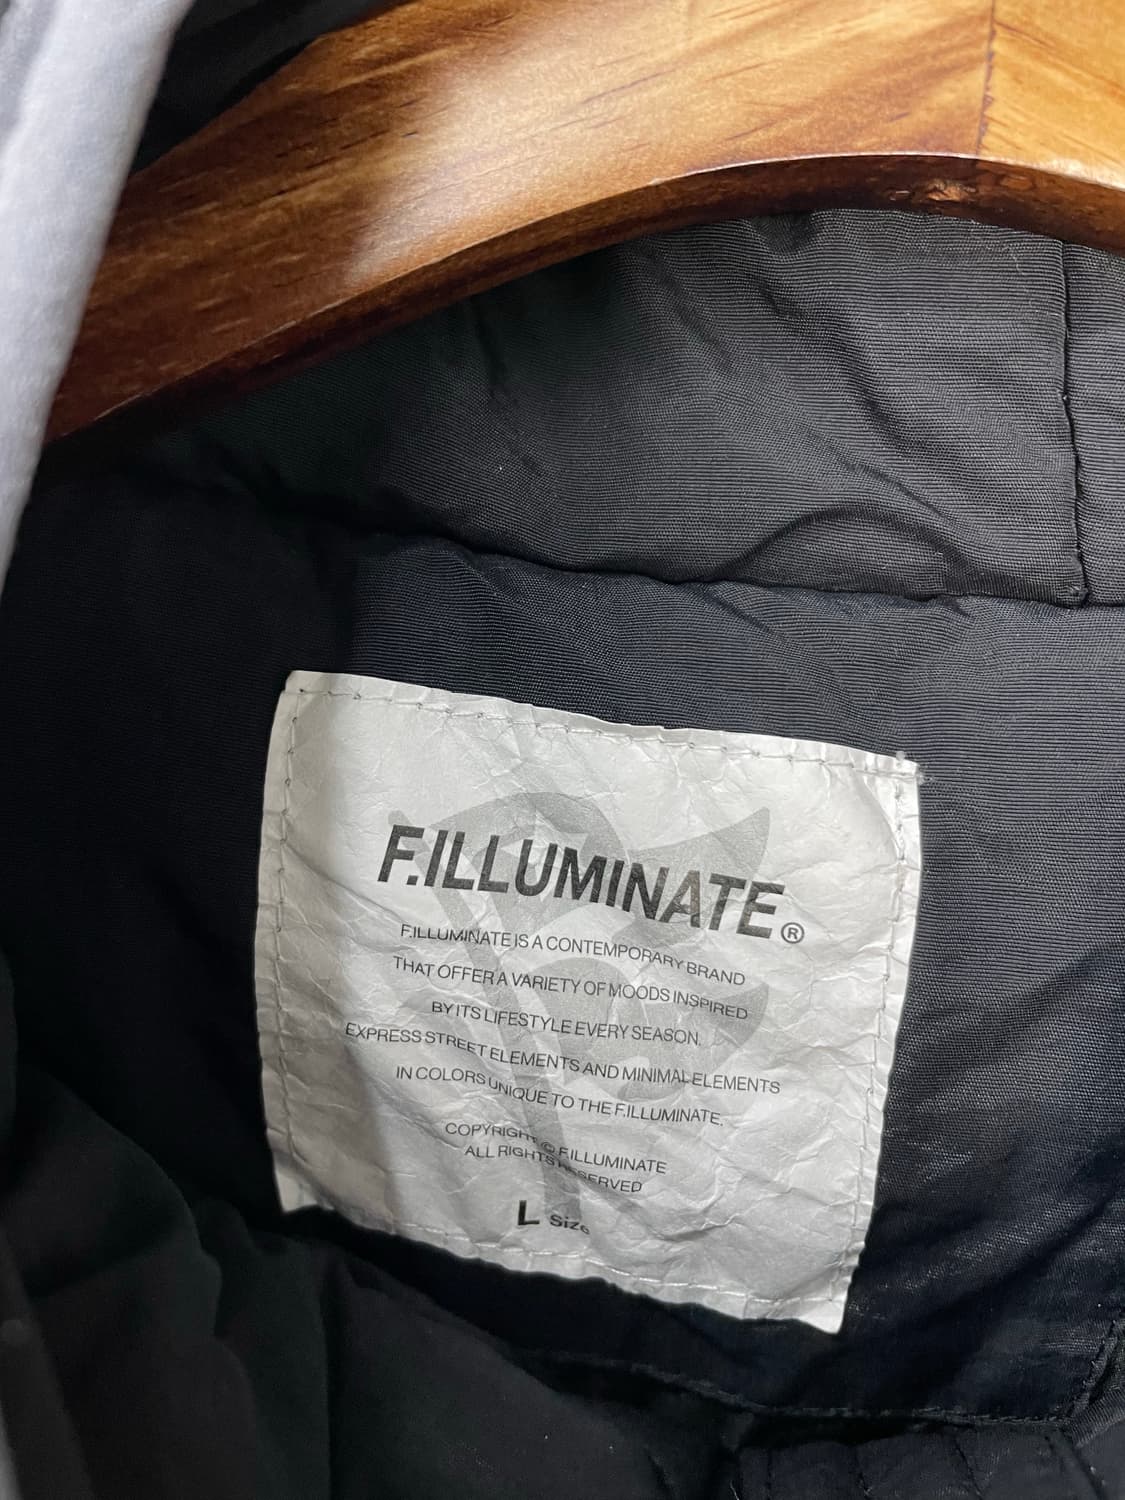 F.ILLUMINATE®
F.ILLUMINATE IS A CONTEMPORARY BRAND
THAT OFFER A VARIETY OF MOODS INSPIRED
BY ITS LIFESTYLE EVERY SEASON.
EXPRESS STREET ELEMENTS AND MINIMAL ELEMENTS
IN COLORS UNIQUE TO THE F.ILLUMINATE.
COPYRIGHT © F.ILLUMINATE
ALL RIGHTS RESERVED
L Size